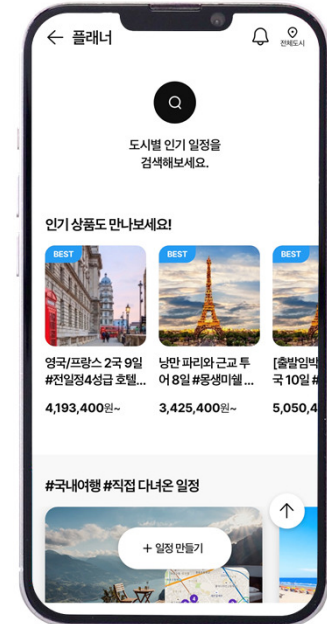 플래너
전체도시
도시별 인기 일정을
검색해보세요.
인기 상품도 만나보세요!
BEST
BEST
BEST
영국/프랑스 2국 9일
#전일정4성급 호텔...
낭만 파리와 근교 투
어 8일 #몽생미쉘 ...
[출발임박
국 10일 #
4,193,400원~
3,425,400원~
5,050,4
#국내여행 #직접 다녀온 일정
+ 일정 만들기